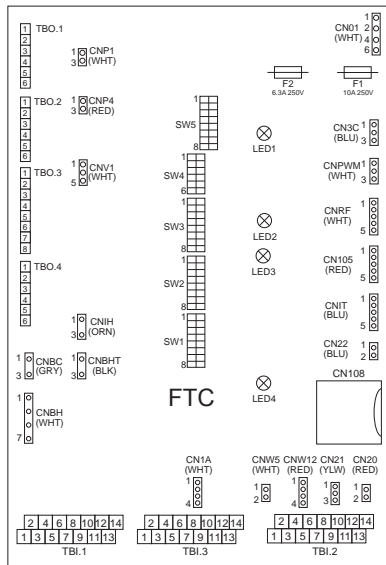 1 TBO.1
2
3
4
5
6
1 CNP1
3 (WHT)
1 TBO.2
2
3
4
5
6
1 CNP4
3 (RED)
1 TBO.3
2
3
4
5
6
7
8
1 CNV1
5 (WHT)
1 TBO.4
2
3
4
5
6
1 CNIH
3 (ORN)
1 CNBC
3 (GRY)
1 CNBHT
3 (BLK)
1 CNBH
7 (WHT)
1
SW5
8
1
SW4
6
1
SW3
8
1
SW2
8
1
SW1
8
FTC
LED1
LED2
LED3
LED4
CN01
(WHT)
1
2
4
6
F2
6.3A 250V
F1
10A 250V
CN3C
(BLU)
1
3
CNPWM
(WHT)
1
3
CNRF
(WHT)
1
5
CN105
(RED)
1
5
CNIT
(BLU)
1
5
CN22
(BLU)
1
2
CN108
CN1A
(WHT)
1
4
CNW5
(WHT)
1
2
CNW12
(RED)
1
4
CN21
(YLW)
1
3
CN20
(RED)
1
2
2 4 6 8 10 12 14
1 3 5 7 9 11 13
TBI.1
2 4 6 8 10 12 14
1 3 5 7 9 11 13
TBI.3
2 4 6 8 10 12 14
1 3 5 7 9 11 13
TBI.2